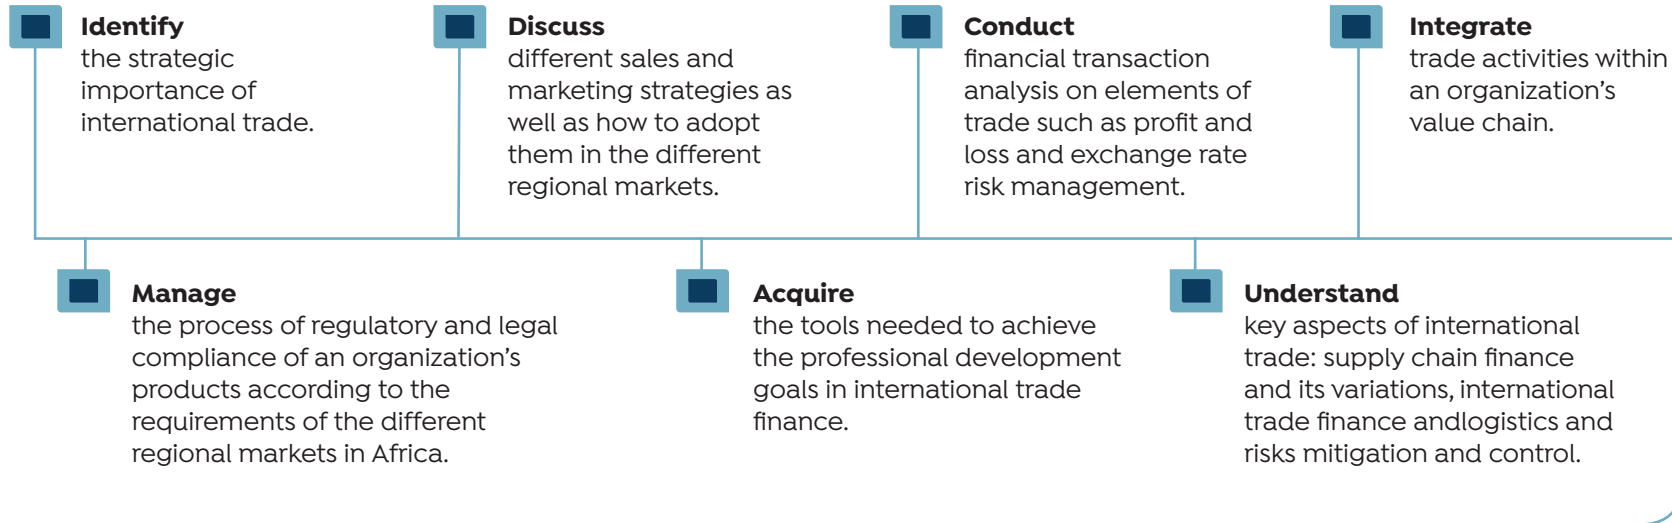 Identify
the strategic
importance of
international trade.
Discuss
different sales and
marketing strategies as
well as how to adopt
them in the different
regional markets.
Conduct
financial transaction
analysis on elements of
trade such as profit and
loss and exchange rate
risk management.
Integrate
trade activities within
an organization’s
value chain.
Manage
the process of regulatory and legal
compliance of an organization’s
products according to the
requirements of the different
regional markets in Africa.
Acquire
the tools needed to achieve
the professional development
goals in international trade
finance.
Understand
key aspects of international
trade: supply chain finance
and its variations, international
trade finance andlogistics and
risks mitigation and control.